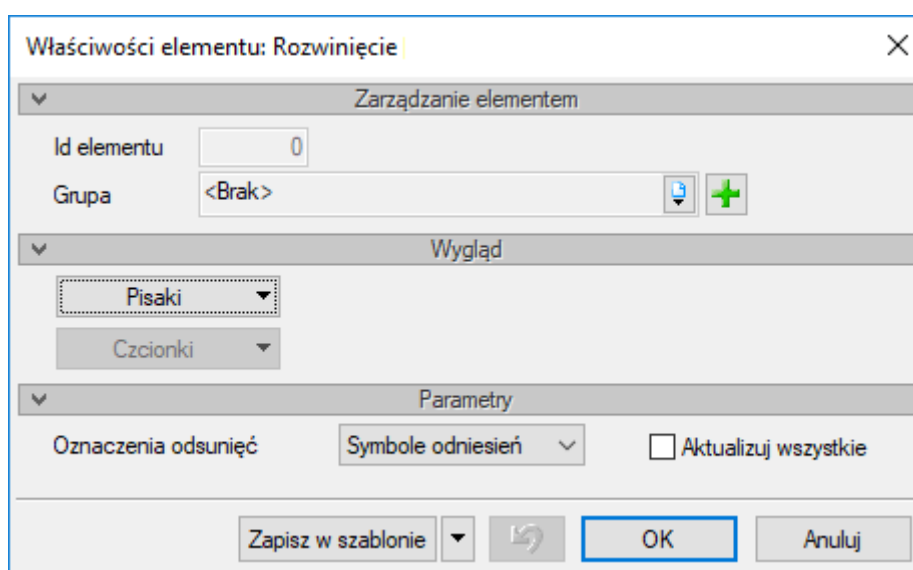 Właściwości elementu: Rozwinięcie
Zarządzanie elementem
Id elementu 0
Grupa <Brak>
Wygląd
Pisaki
Czcionki
Parametry
Oznaczenia odsunięć Symbole odniesień Aktualizuj wszystkie
Zapisz w szablonie OK Anuluj